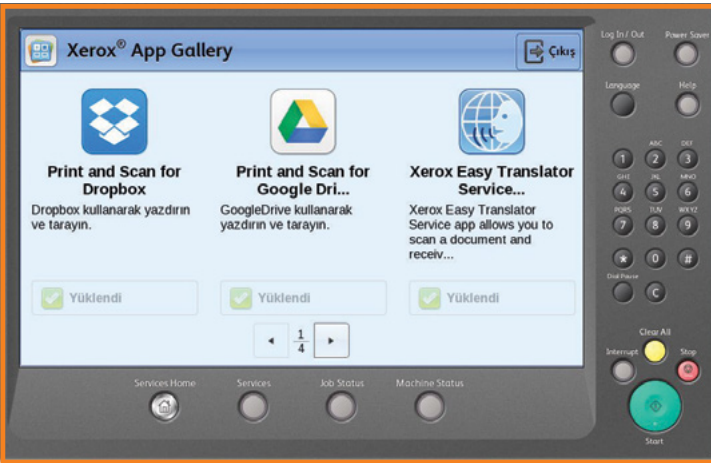 Xerox® App Gallery
Çıkış
Print and Scan for
Dropbox
Dropbox kullanarak yazdırın
ve tarayın.
Yüklendi
Print and Scan for
Google Dri...
GoogleDrive kullanarak
yazdırın ve tarayın.
Yüklendi
Xerox Easy Translator
Service...
Xerox Easy Translator
Service app allows you to
scan a document and
receiv...
Yüklendi
1
4
Services Home
Services
Job Status
Machine Status
Log In / Out
Power Saver
Language
Help
ABC
DEF
1
2
3
GHI
JKL
MNO
4
5
6
PQRS
TUV
WXYZ
7
8
9
*
0
#
Dial Pause
C
Clear All
Interrupt
Stop
Start